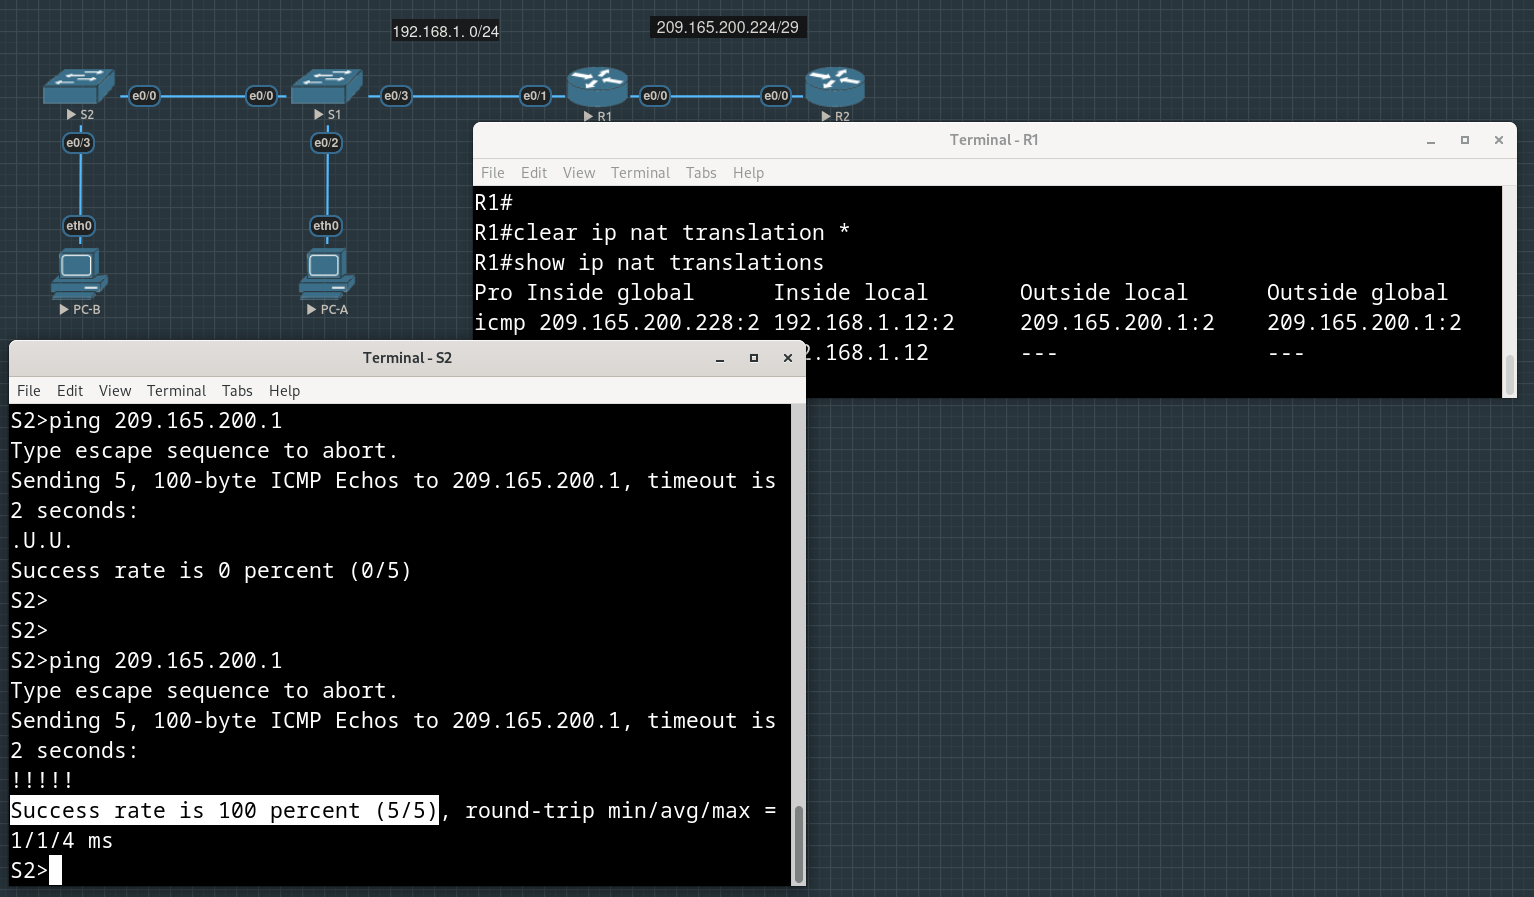 192.168.1. 0/24
209.165.200.224/29
e0/0
e0/0
e0/3
e0/1
e0/0
e0/0
S2
S1
R1
R2
e0/3
e0/2
eth0
eth0
PC-B
PC-A
Terminal - R1
File Edit View Terminal Tabs Help
R1#
R1#clear ip nat translation *
R1#show ip nat translations
Pro Inside global Inside local Outside local Outside global
icmp 209.165.200.228:2 192.168.1.12:2 209.165.200.1:2 209.165.200.1:2
2.168.1.12 --- ---
Terminal - S2
File Edit View Terminal Tabs Help
S2>ping 209.165.200.1
Type escape sequence to abort.
Sending 5, 100-byte ICMP Echos to 209.165.200.1, timeout is
2 seconds:
.U.U.
Success rate is 0 percent (0/5)
S2>
S2>
S2>ping 209.165.200.1
Type escape sequence to abort.
Sending 5, 100-byte ICMP Echos to 209.165.200.1, timeout is
2 seconds:
!!!!!
Success rate is 100 percent (5/5), round-trip min/avg/max =
1/1/4 ms
S2>